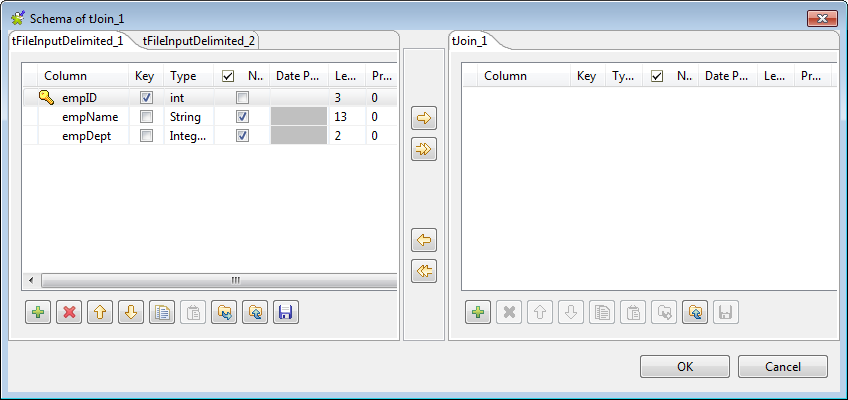 Schema of tJoin_1
tFileInputDelimited_1 tFileInputDelimited_2
Column Key Type N.. Date P... Le... Pr...
empID int 3 0
empName String 13 0
empDept Integ... 2 0
tJoin_1
Column Key Ty... N.. Date P... Le... Pr...
OK Cancel